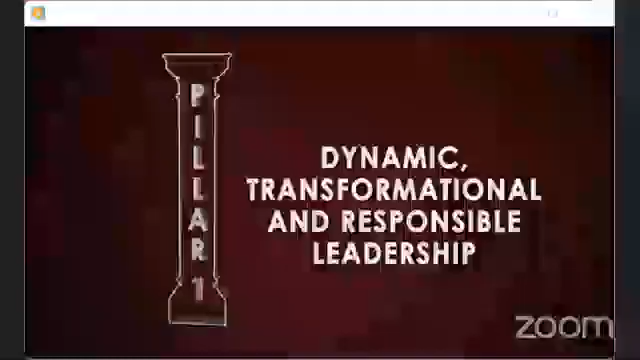 PILLAR 1
DYNAMIC,
TRANSFORMATIONAL
AND RESPONSIBLE
LEADERSHIP
zoom